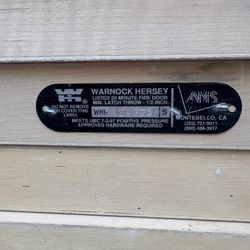 WARNOCK HERSEY
LISTED 20 MINUTE FIRE DOOR
MIN. LATCH THROW - 1/2 INCH
DO NOT REMOVE
OR COVER THIS
LABEL
WHI-
S
MEETS UBC 7-2-97 POSITIVE PRESSURE
APPROVED HARDWARE REQUIRED
AMS
MONTEBELLO, CA
(323) 721-9011
(800) 486-3517